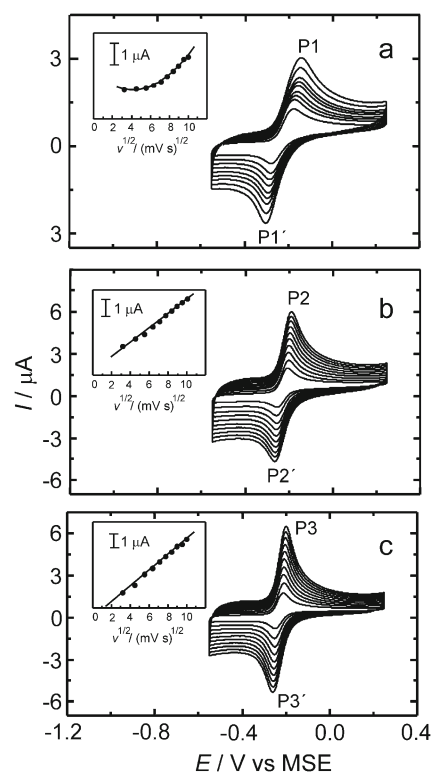 3
0
3
1 μA
0 2 4 6 8 10 12
v1/2/ (mV s)1/2
P1
a
P1´
I / μA
6
3
0
-3
-6
1 μA
0 2 4 6 8 10 12
v1/2/ (mV s)1/2
P2
b
P2´
6
3
0
-3
-6
1 μA
0 2 4 6 8 10 12
v1/2/ (mV s)1/2
P3
c
P3´
-1.2 -0.8 -0.4 0.0 0.4
E / V vs MSE